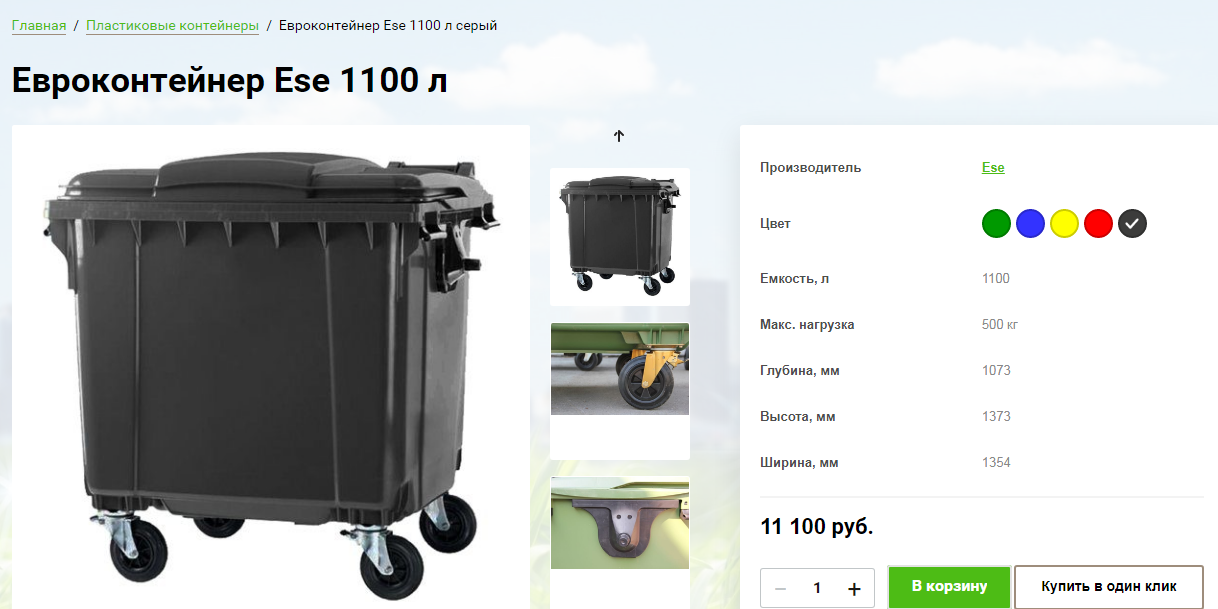 Главная / Пластиковые контейнеры / Евроконтейнер Ese 1100 л серый
Евроконтейнер Ese 1100 л
Производитель Ese
Цвет
Емкость, л 1100
Макс. нагрузка 500 кг
Глубина, мм 1073
Высота, мм 1373
Ширина, мм 1354
11 100 руб.
− 1 + В корзину Купить в один клик